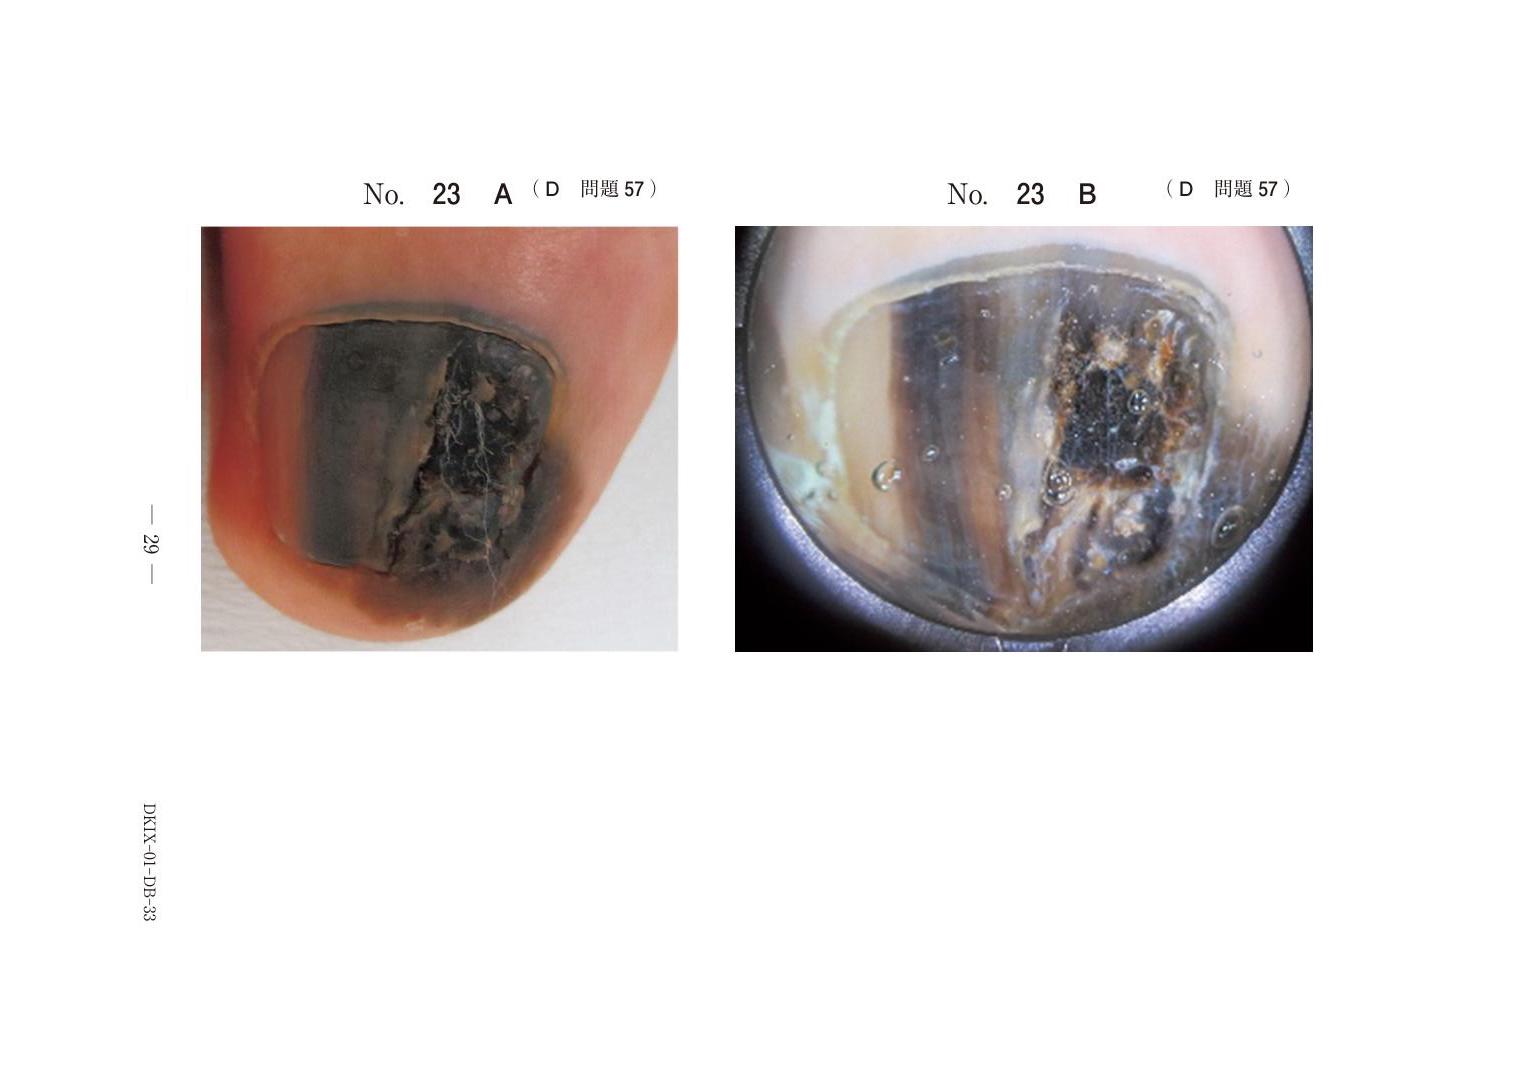 No. 23 A （D 問題 57）
No. 23 B （D 問題 57）
— 29 —
DKIX-01-DB-33